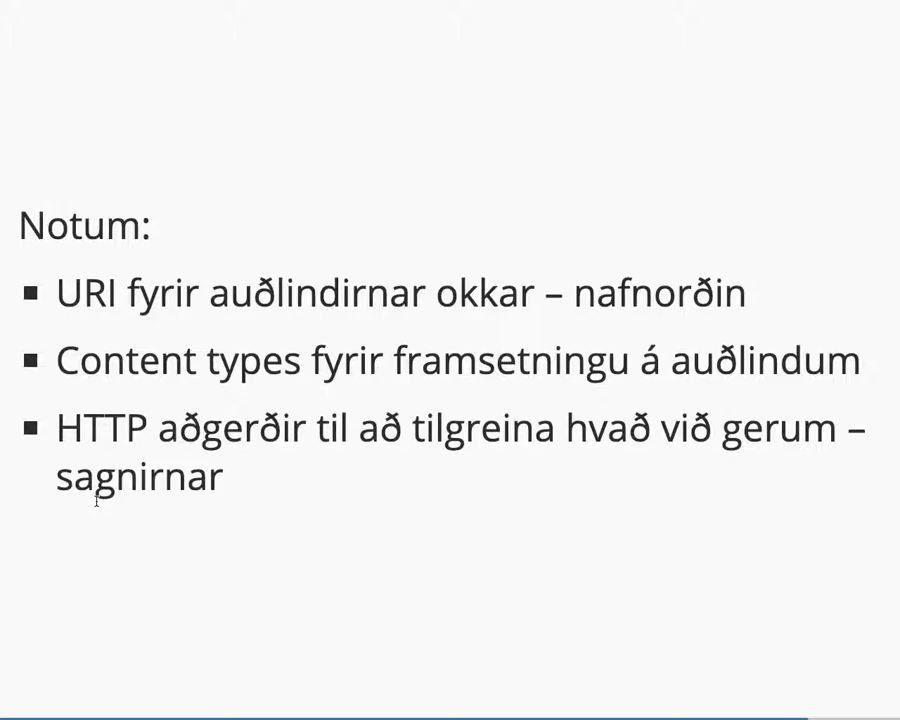 Notum:
▪ URI fyrir auðlindirnar okkar – nafnorðin
▪ Content types fyrir framsetningu á auðlindum
▪ HTTP aðgerðir til að tilgreina hvað við gerum –
sagnirnar